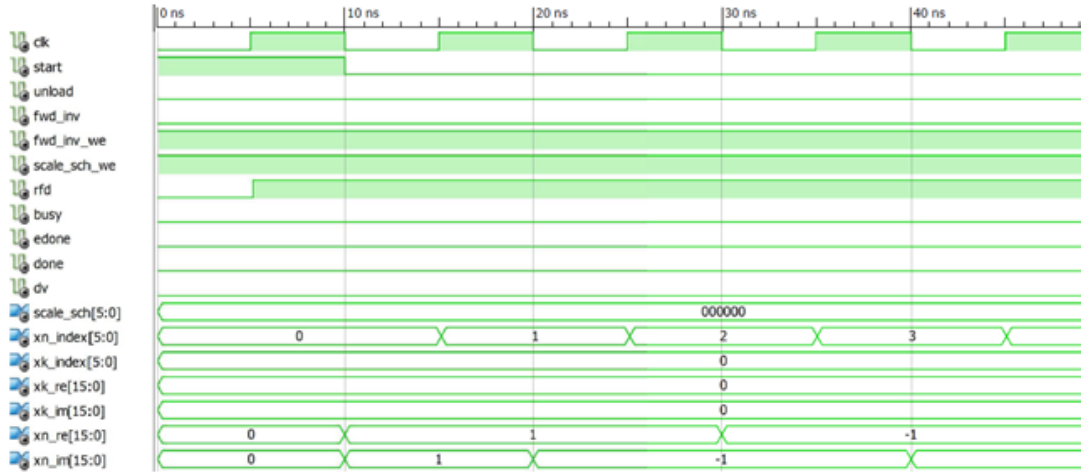 0 ns 10 ns 20 ns 30 ns 40 ns
clk
start
unload
fwd_inv
fwd_inv_we
scale_sch_we
rfd
busy
edone
done
dv
scale_sch[5:0] 000000
xn_index[5:0] 0 1 2 3
xk_index[5:0] 0
xk_re[15:0] 0
xk_im[15:0] 0
xn_re[15:0] 0 1 -1
xn_im[15:0] 0 1 -1